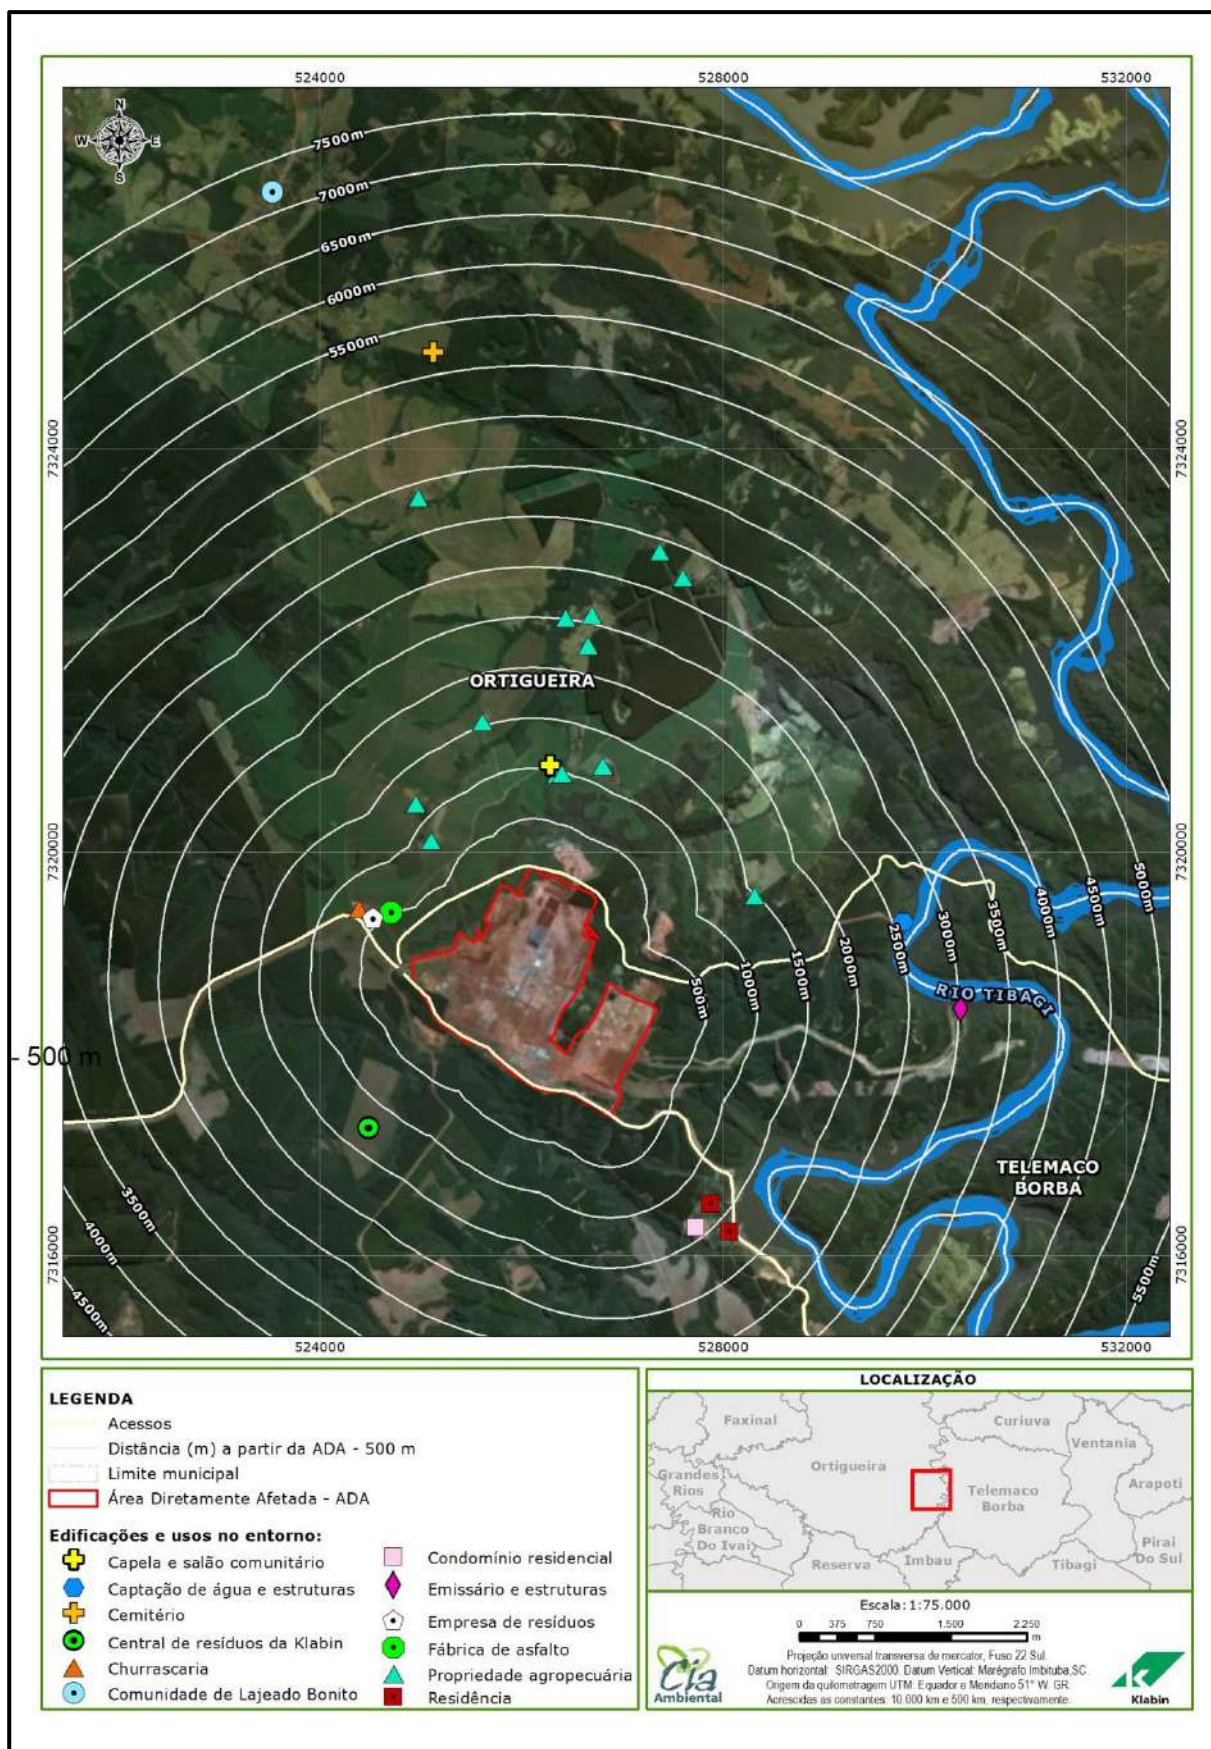 524000
528000
532000
N
W
E
S
7500m
7000m
6500m
6000m
5500m
7324000
7324000
ORTIGUEIRA
7320000
7320000
5000m
4500m
4000m
3500m
3000m
2500m
2000m
1500m
1000m
500m
RIO TIBAGI
- 500 m
TELEMACO
BORBA
3500m
4000m
4500m
5500m
7316000
7316000
524000
528000
532000
LEGENDA
Acessos
Distância (m) a partir da ADA - 500 m
Limite municipal
Área Diretamente Afetada - ADA
Edificações e usos no entorno:
Capela e salão comunitário
Captação de água e estruturas
Cemitério
Central de resíduos da Klabin
Churrascaria
Comunidade de Lajeado Bonito
Condomínio residencial
Emissário e estruturas
Empresa de resíduos
Fábrica de asfalto
Propriedade agropecuária
Residência
LOCALIZAÇÃO
Faxinal
Curiuva
Ventania
Ortigueira
Grandes
Rios
Telemaco
Borba
Arapoti
Rio
Branco
Do Ivai
Pirai
Do Sul
Reserva
Imbau
Tibagi
Escala: 1:75.000
0 375 750 1.500 2.250
m
Projeção universal transversa de mercator, Fuso 22 Sul.
Datum horizontal: SIRGAS2000. Datum Vertical: Marégrafo Imbituba,SC.
Origem da quilometragem UTM: Equador e Meridiano 51° W. GR.
Acrescidas as constantes: 10.000 km e 500 km, respectivamente.
Cia
Ambiental
Klabin